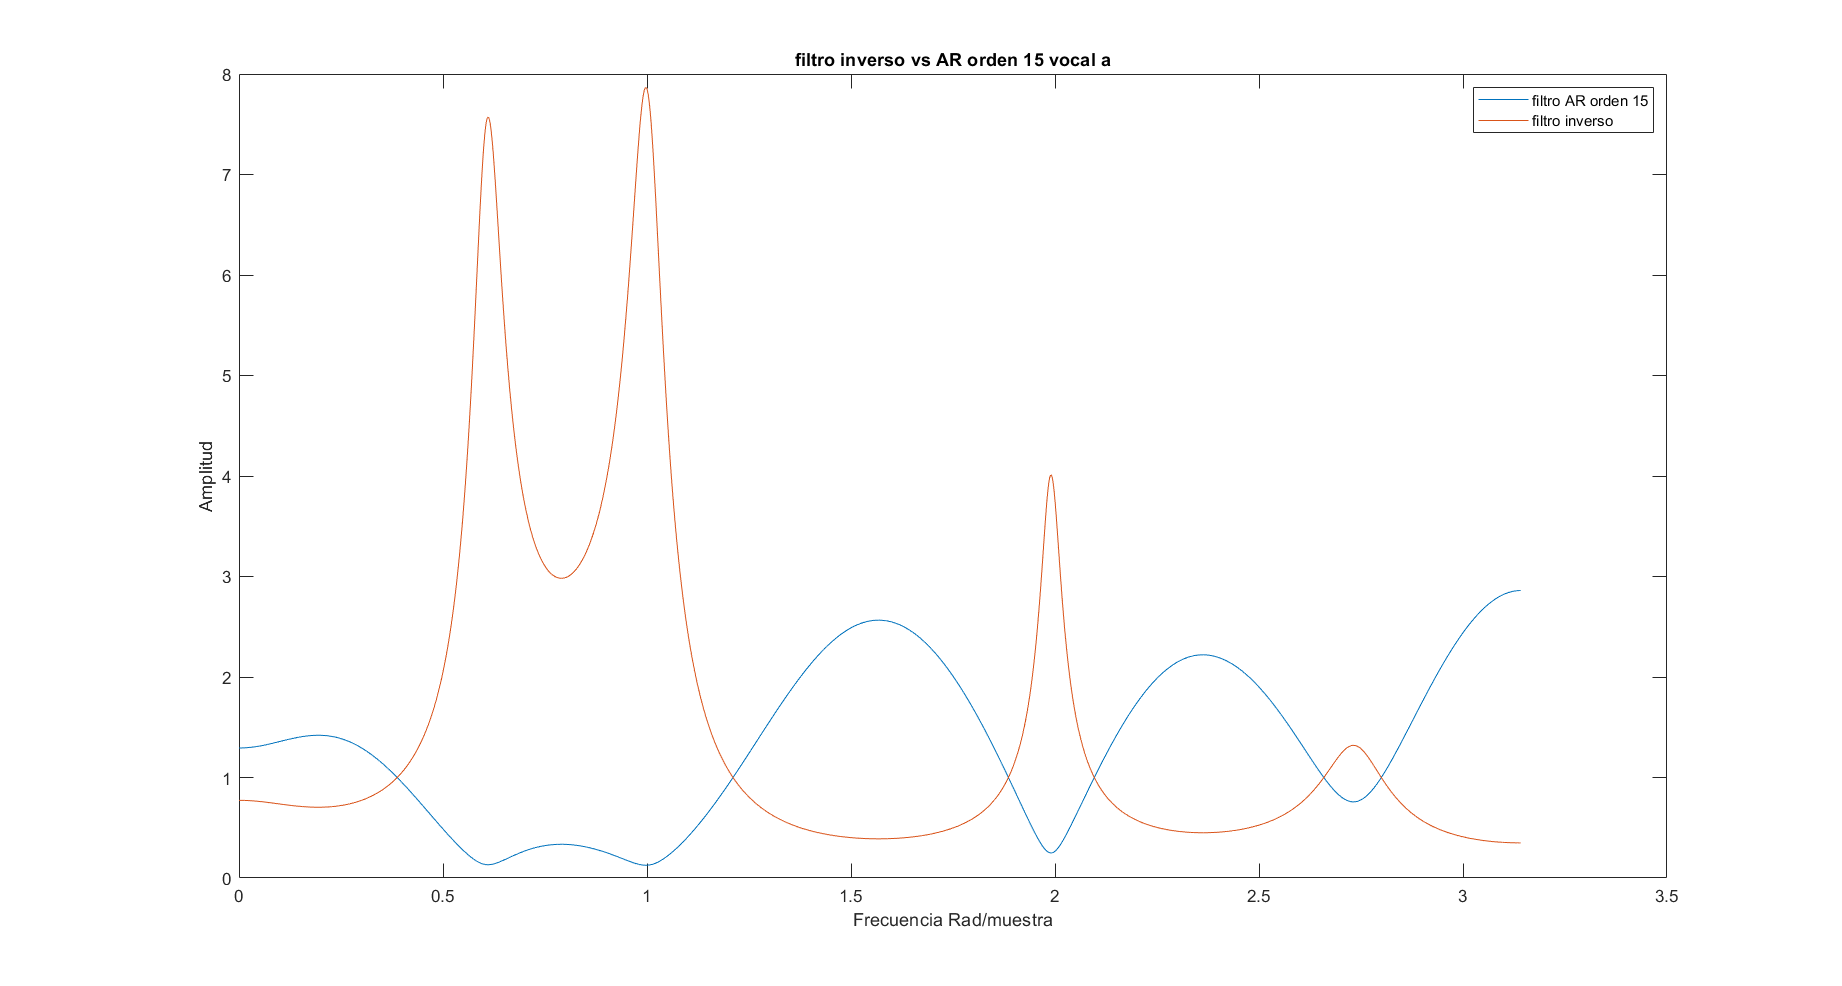 filtro inverso vs AR orden 15 vocal a
8
filtro AR orden 15
filtro inverso
7
6
5
Amplitud
4
3
2
1
0
0 0.5 1 1.5 2 2.5 3 3.5
Frecuencia Rad/muestra